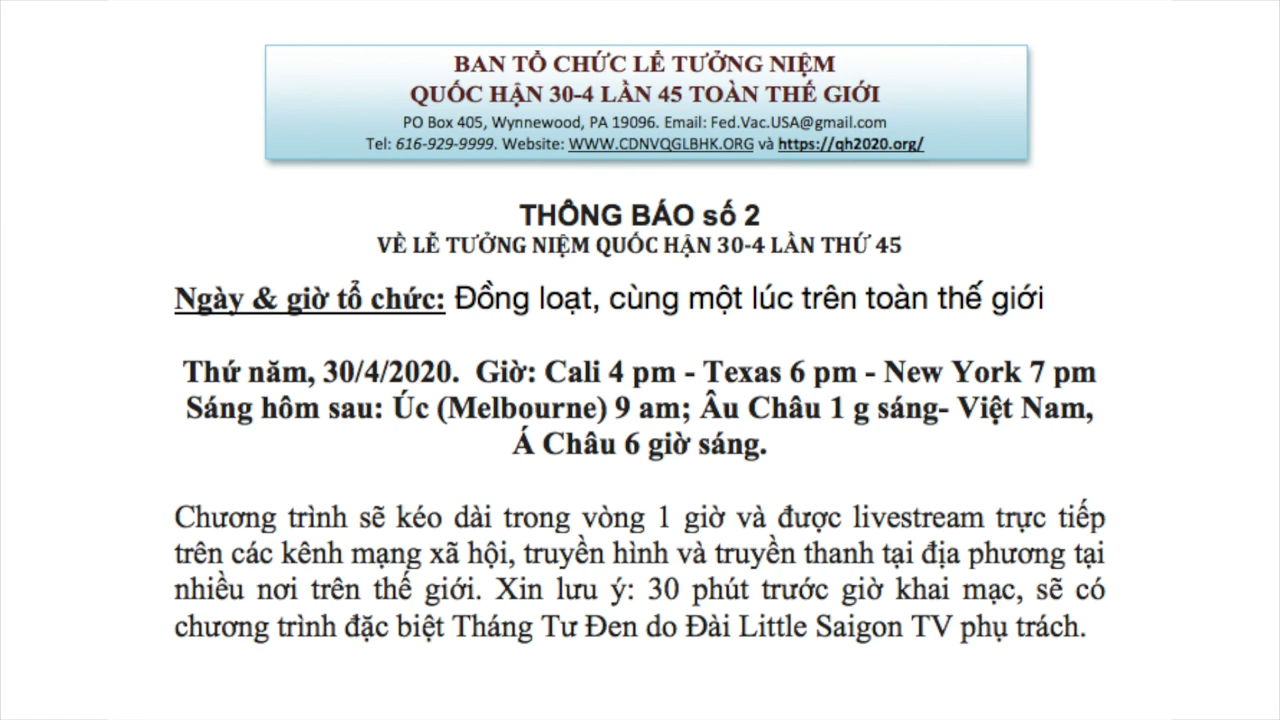 BAN TỔ CHỨC LỄ TƯỞNG NIỆM
QUỐC HẬN 30-4 LẦN 45 TOÀN THẾ GIỚI
PO Box 405, Wynnewood, PA 19096. Email: Fed.Vac.USA@gmail.com
Tel: 616-929-9999. Website: WWW.CDNVQGLBHK.ORG và https://qh2020.org/
THÔNG BÁO số 2
VỀ LỄ TƯỞNG NIỆM QUỐC HẬN 30-4 LẦN THỨ 45
Ngày & giờ tổ chức: Đồng loạt, cùng một lúc trên toàn thế giới
Thứ năm, 30/4/2020. Giờ: Cali 4 pm - Texas 6 pm - New York 7 pm
Sáng hôm sau: Úc (Melbourne) 9 am; Âu Châu 1 g sáng- Việt Nam,
Á Châu 6 giờ sáng.
Chương trình sẽ kéo dài trong vòng 1 giờ và được livestream trực tiếp
trên các kênh mạng xã hội, truyền hình và truyền thanh tại địa phương tại
nhiều nơi trên thế giới. Xin lưu ý: 30 phút trước giờ khai mạc, sẽ có
chương trình đặc biệt Tháng Tư Đen do Đài Little Saigon TV phụ trách.